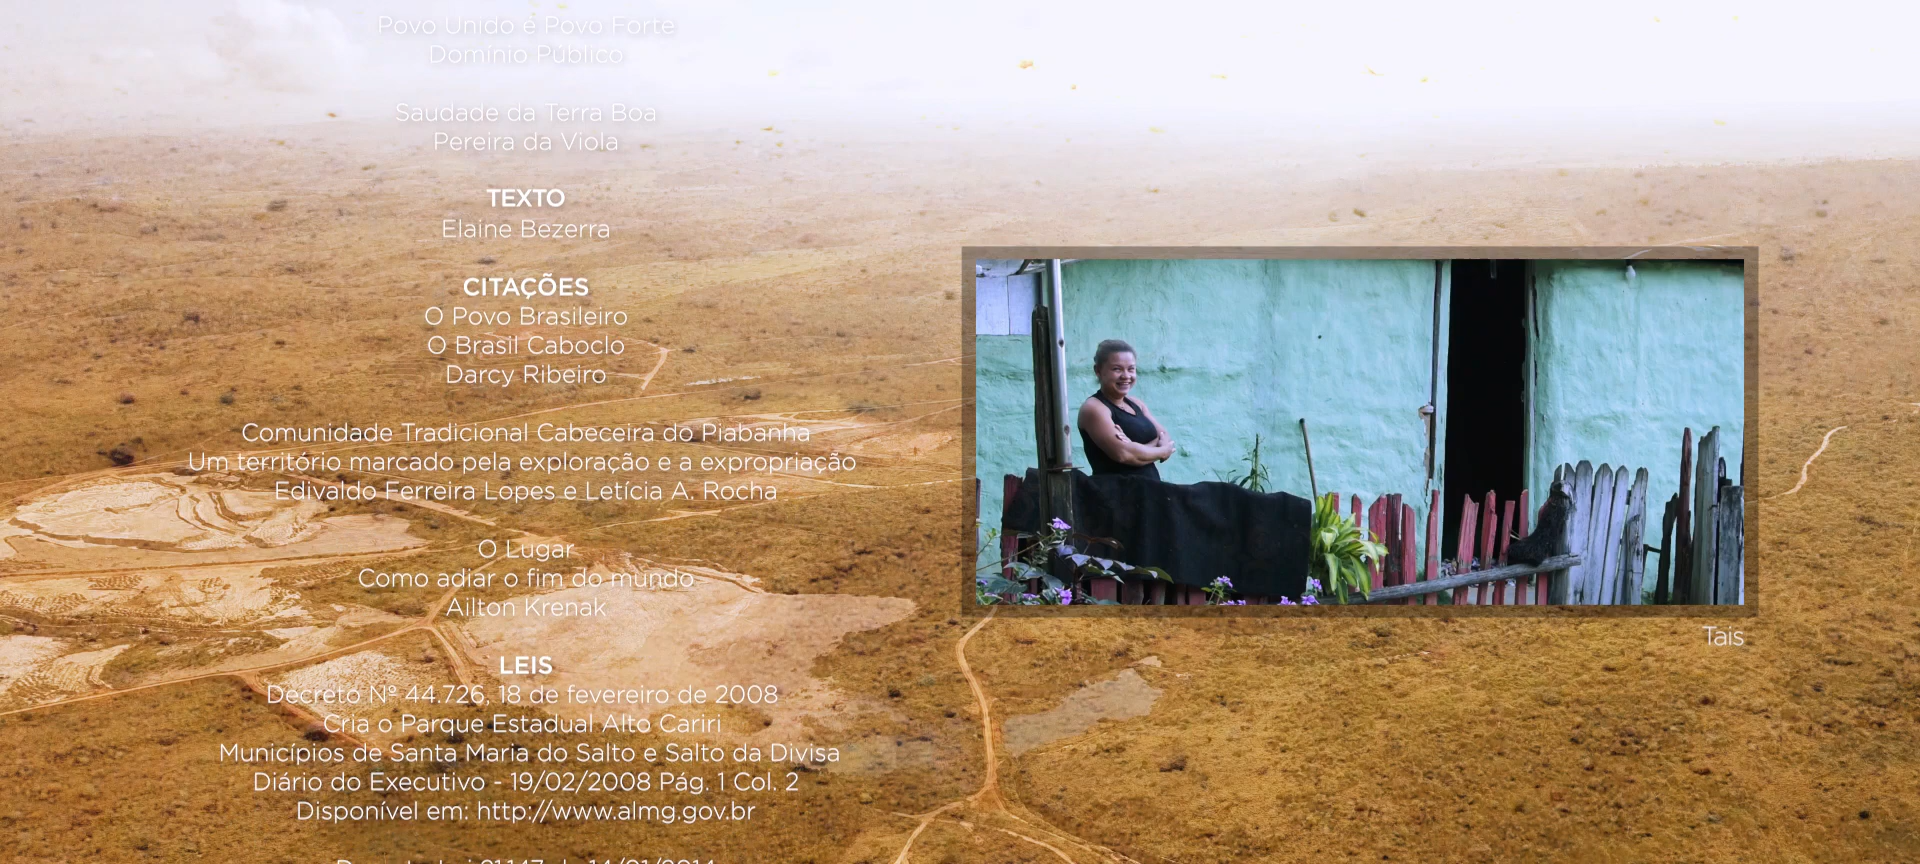 Povo Unido é Povo Forte
Domínio Público
Saudade da Terra Boa
Pereira da Viola
TEXTO
Elaine Bezerra
CITAÇÕES
O Povo Brasileiro
O Brasil Caboclo
Darcy Ribeiro
Comunidade Tradicional Cabeceira do Piabanha
Um território marcado pela exploração e a expropriação
Edivaldo Ferreira Lopes e Letícia A. Rocha
O Lugar
Como adiar o fim do mundo
Ailton Krenak
LEIS
Decreto Nº 44.726, 18 de fevereiro de 2008
Cria o Parque Estadual Alto Cariri
Municípios de Santa Maria do Salto e Salto da Divisa
Diário do Executivo - 19/02/2008 Pág. 1 Col. 2
Disponível em: http://www.almg.gov.br
Tais